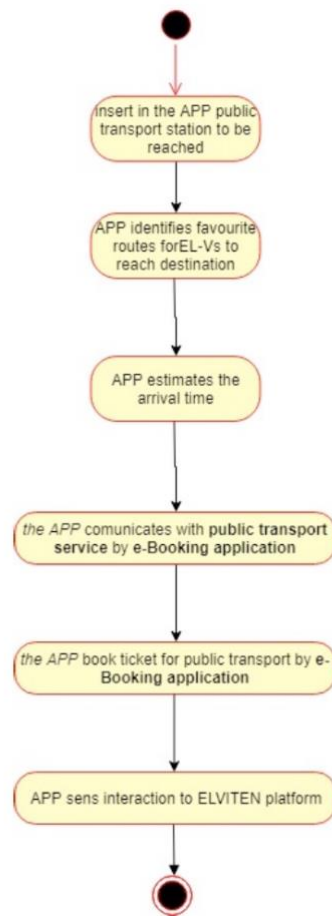 Insert in the APP public
transport station to be
reached
APP identifies favourite
routes forEL-Vs to
reach destination
APP estimates the
arrival time
the APP comunicates with public transport
service by e-Booking application
the APP book ticket for public transport by e-
Booking application
APP sens interaction to ELVITEN platform